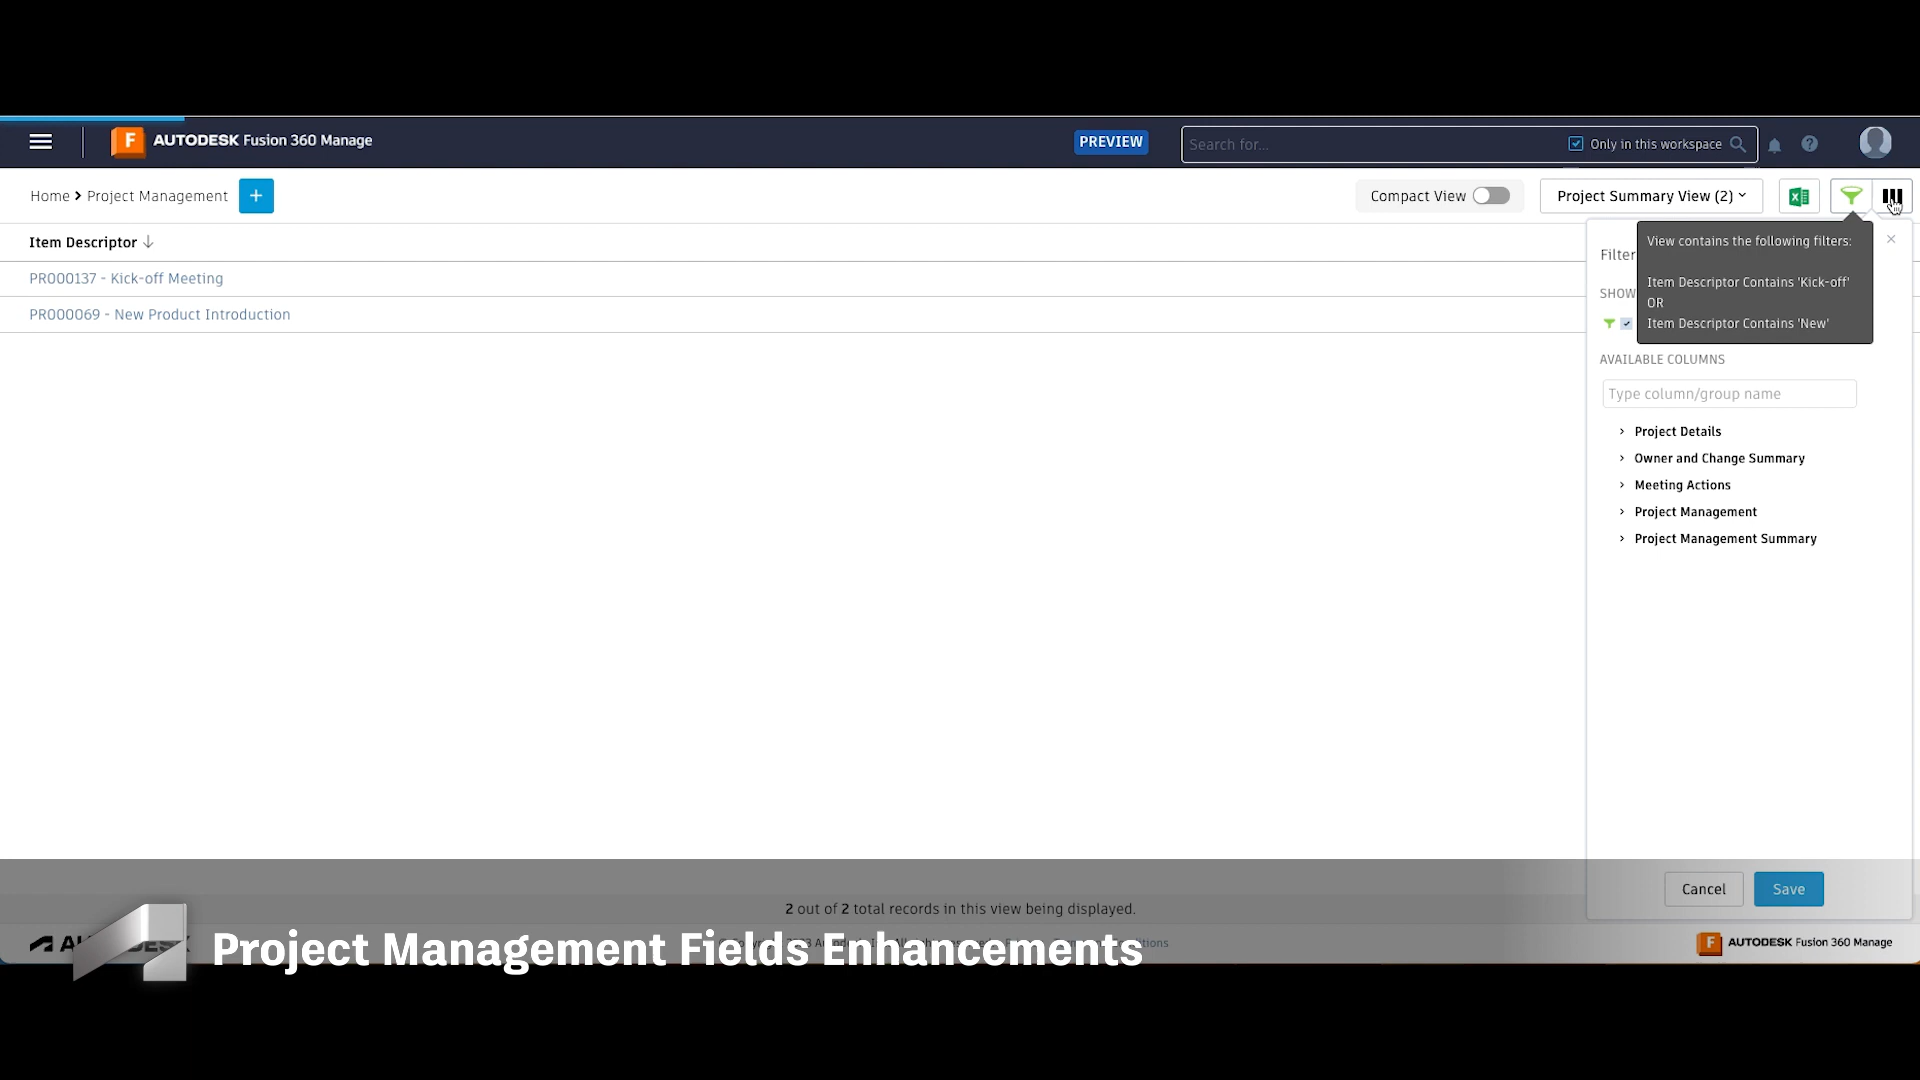 F AUTODESK Fusion 360 Manage
PREVIEW
Search for...
Only in this workspace
?
Home > Project Management
+
Compact View
Project Summary View (2)
Item Descriptor ↓
PR000137 - Kick-off Meeting
PR000069 - New Product Introduction
View contains the following filters:
Item Descriptor Contains 'Kick-off'
OR
Item Descriptor Contains 'New'
Filter
SHOW
AVAILABLE COLUMNS
Type column/group name
Project Details
Owner and Change Summary
Meeting Actions
Project Management
Project Management Summary
Cancel
Save
2 out of 2 total records in this view being displayed.
Project Management Fields Enhancements
F AUTODESK Fusion 360 Manage